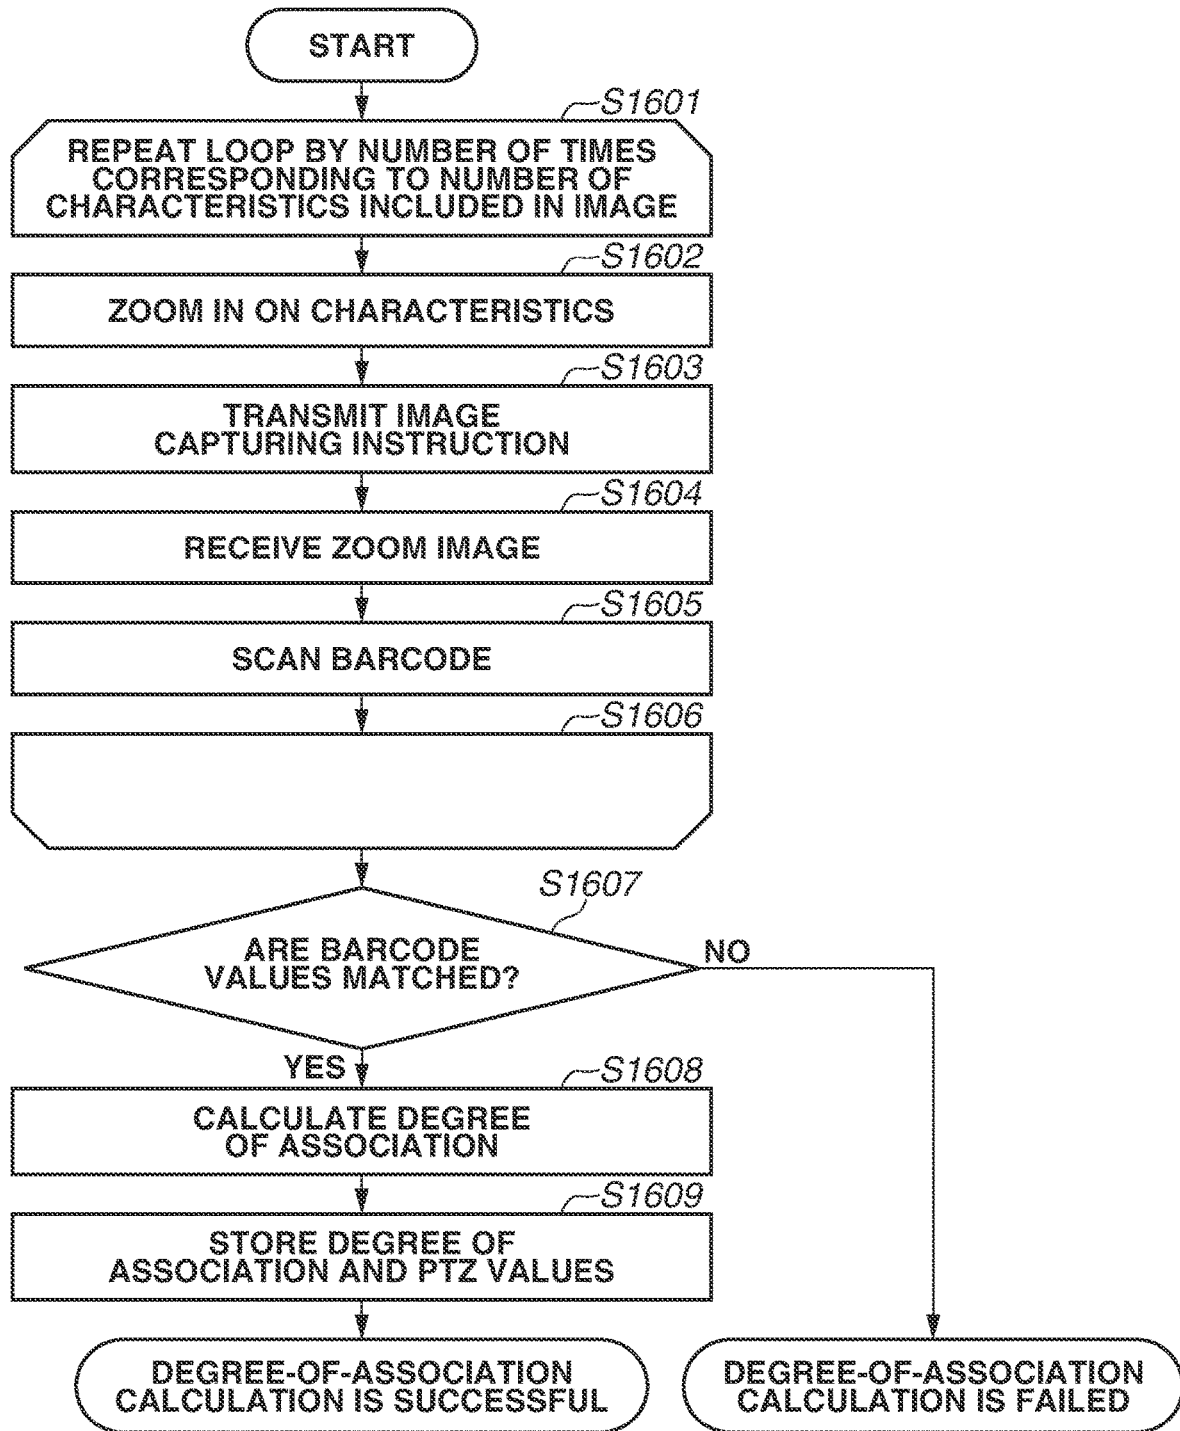 START
S1601
REPEAT LOOP BY NUMBER OF TIMES
CORRESPONDING TO NUMBER OF
CHARACTERISTICS INCLUDED IN IMAGE
S1602
ZOOM IN ON CHARACTERISTICS
S1603
TRANSMIT IMAGE
CAPTURING INSTRUCTION
S1604
RECEIVE ZOOM IMAGE
S1605
SCAN BARCODE
S1606
S1607
ARE BARCODE
VALUES MATCHED?
NO
YES
S1608
CALCULATE DEGREE
OF ASSOCIATION
S1609
STORE DEGREE OF
ASSOCIATION AND PTZ VALUES
DEGREE-OF-ASSOCIATION
CALCULATION IS SUCCESSFUL
DEGREE-OF-ASSOCIATION
CALCULATION IS FAILED